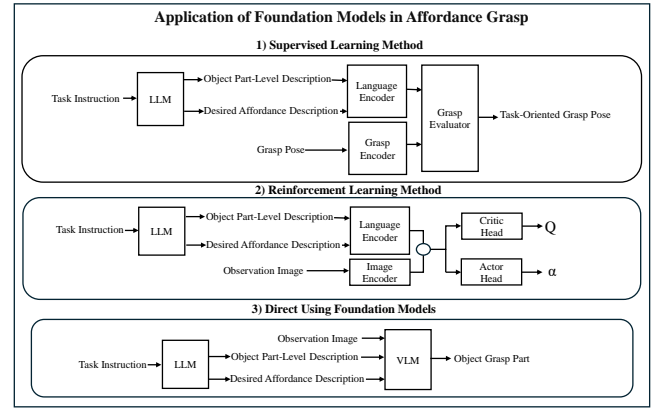 Application of Foundation Models in Affordance Grasp
1) Supervised Learning Method
Task Instruction
LLM
Object Part-Level Description
Desired Affordance Description
Language
Encoder
Grasp Pose
Grasp
Encoder
Grasp
Evaluator
Task-Oriented Grasp Pose
2) Reinforcement Learning Method
Task Instruction
LLM
Object Part-Level Description
Desired Affordance Description
Language
Encoder
Observation Image
Image
Encoder
Critic
Head
Q
Actor
Head
α
3) Direct Using Foundation Models
Task Instruction
LLM
Observation Image
Object Part-Level Description
Desired Affordance Description
VLM
Object Grasp Part